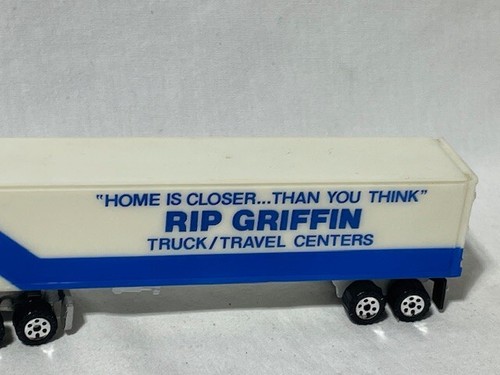 "HOME IS CLOSER...THAN YOU THINK"
RIP GRIFFIN
TRUCK/TRAVEL CENTERS